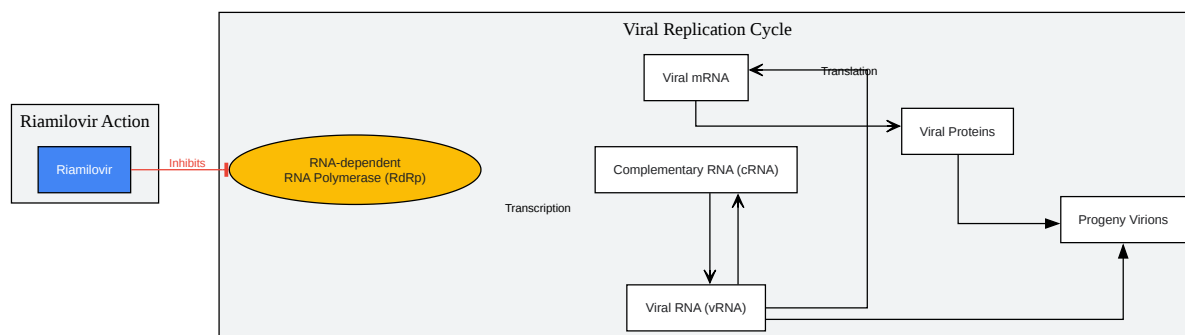 Viral Replication Cycle
Viral mRNA
Translation
Riamilovir Action
Viral Proteins
Riamilovir
Inhibits
RNA-dependent
RNA Polymerase (RdRp)
Complementary RNA (cRNA)
Transcription
Progeny Virions
Viral RNA (vRNA)